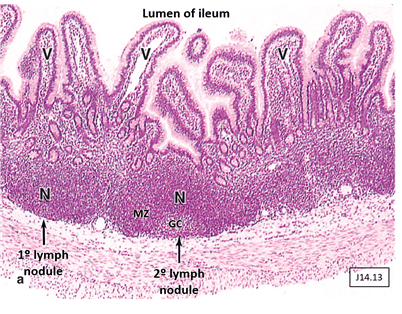 Lumen of ileum
V
V
V
N
N
MZ
GC
1º lymph
nodule
2º lymph
nodule
a
J14.13